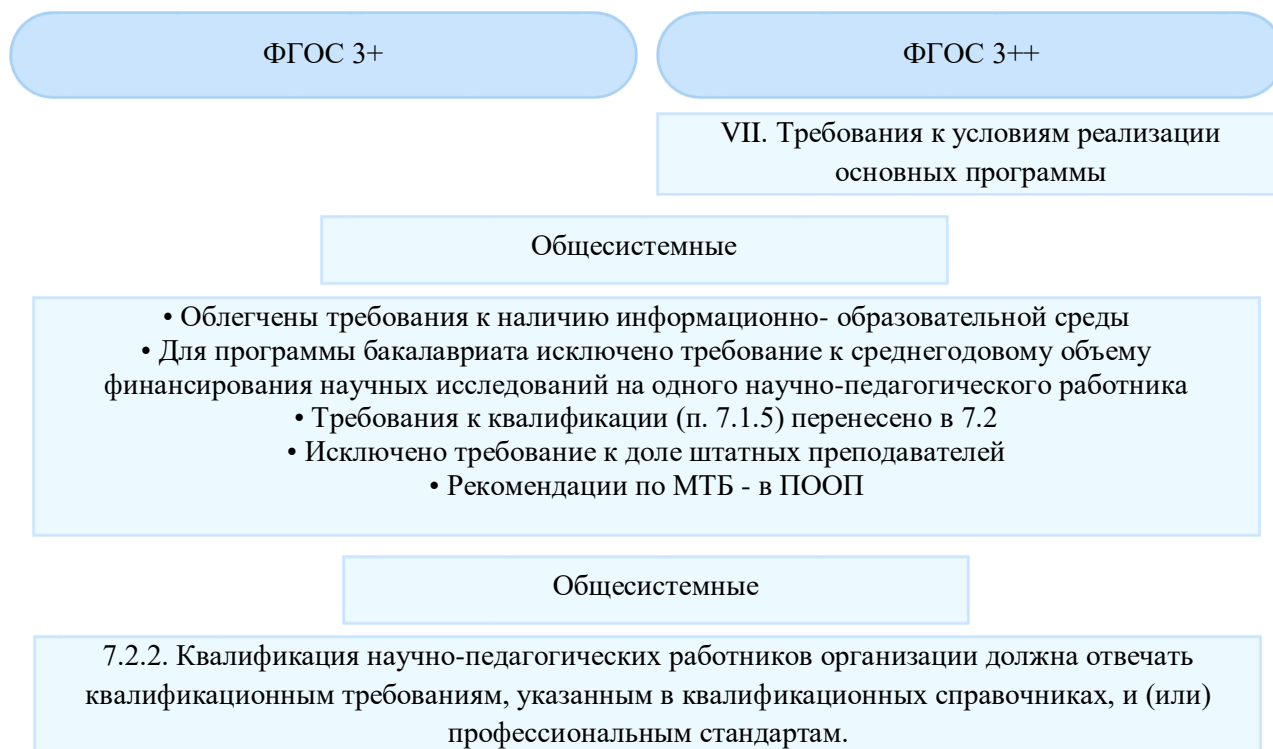 ФГОС 3+
ФГОС 3++
VII. Требования к условиям реализации
основных программы
Общесистемные
• Облегчены требования к наличию информационно- образовательной среды
• Для программы бакалавриата исключено требование к среднегодовому объему
финансирования научных исследований на одного научно-педагогического работника
• Требования к квалификации (п. 7.1.5) перенесено в 7.2
• Исключено требование к доле штатных преподавателей
• Рекомендации по МТБ - в ПООП
Общесистемные
7.2.2. Квалификация научно-педагогических работников организации должна отвечать
квалификационным требованиям, указанным в квалификационных справочниках, и (или)
профессиональным стандартам.